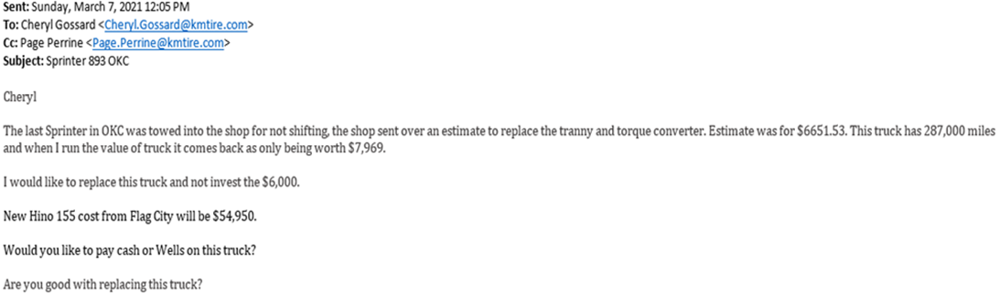 Sent: Sunday, March 7, 2021 12:05 PM
To: Cheryl Gossard <Cheryl.Gossard@kmtire.com>
Cc: Page Perrine <Page.Perrine@kmtire.com>
Subject: Sprinter 893 OKC
Cheryl
The last Sprinter in OKC was towed into the shop for not shifting, the shop sent over an estimate to replace the tranny and torque converter. Estimate was for $6651.53. This truck has 287,000 miles
and when I run the value of truck it comes back as only being worth $7,969.
I would like to replace this truck and not invest the $6,000.
New Hino 155 cost from Flag City will be $54,950.
Would you like to pay cash or Wells on this truck?
Are you good with replacing this truck?